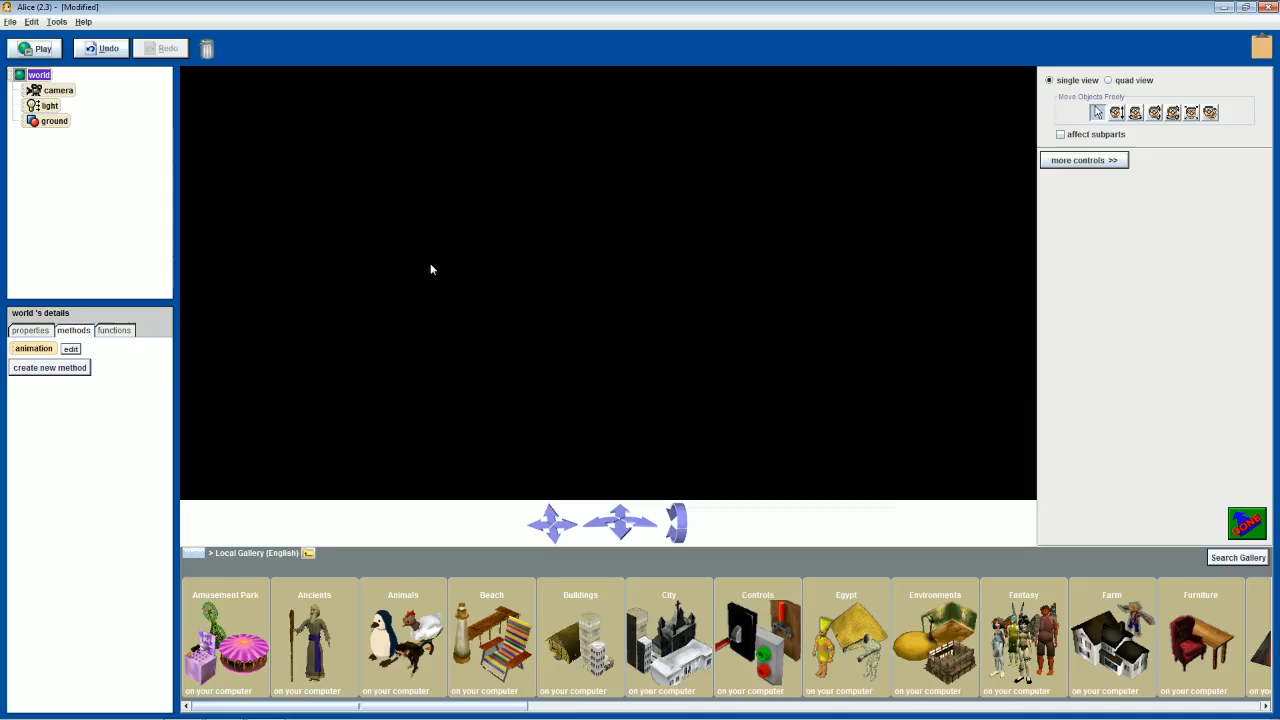 Alice (2.3) - [Modified]
File Edit Tools Help
Play Undo Redo
world
camera
light
ground
single view quad view
Move Objects Freely
affect subparts
more controls >>
world 's details
properties methods functions
animation edit
create new method
DONE
> Local Gallery (English)
Search Gallery
Amusement Park Ancients Animals Beach Buildings City Controls Egypt Environments Fantasy Farm Furniture
on your computer on your computer on your computer on your computer on your computer on your computer on your computer on your computer on your computer on your computer on your computer on your computer on